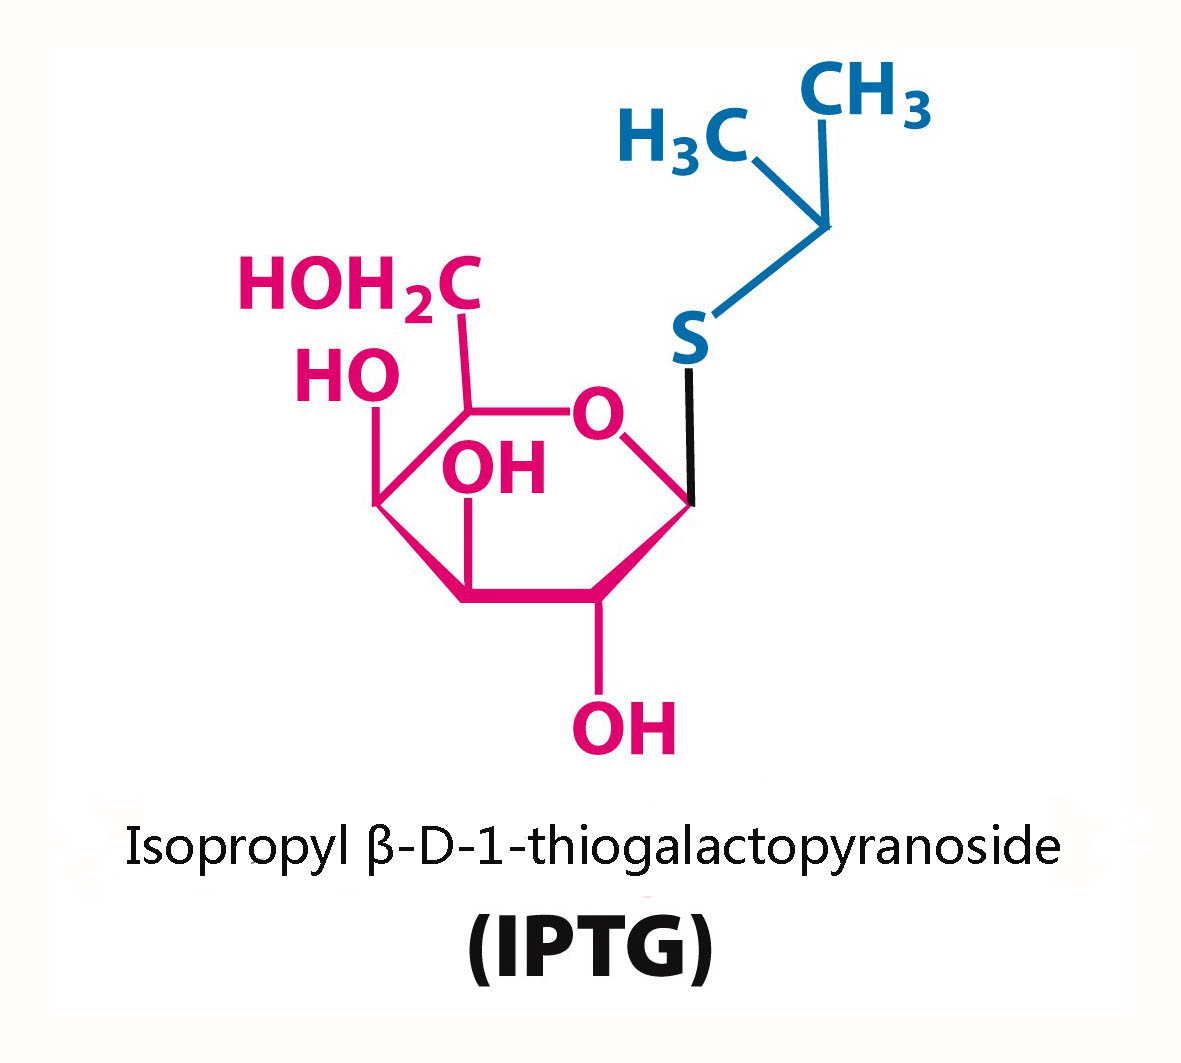 CH3
H3C
HOH2C
S
HO
O
OH
OH
Isopropyl β-D-1-thiogalactopyranoside
(IPTG)